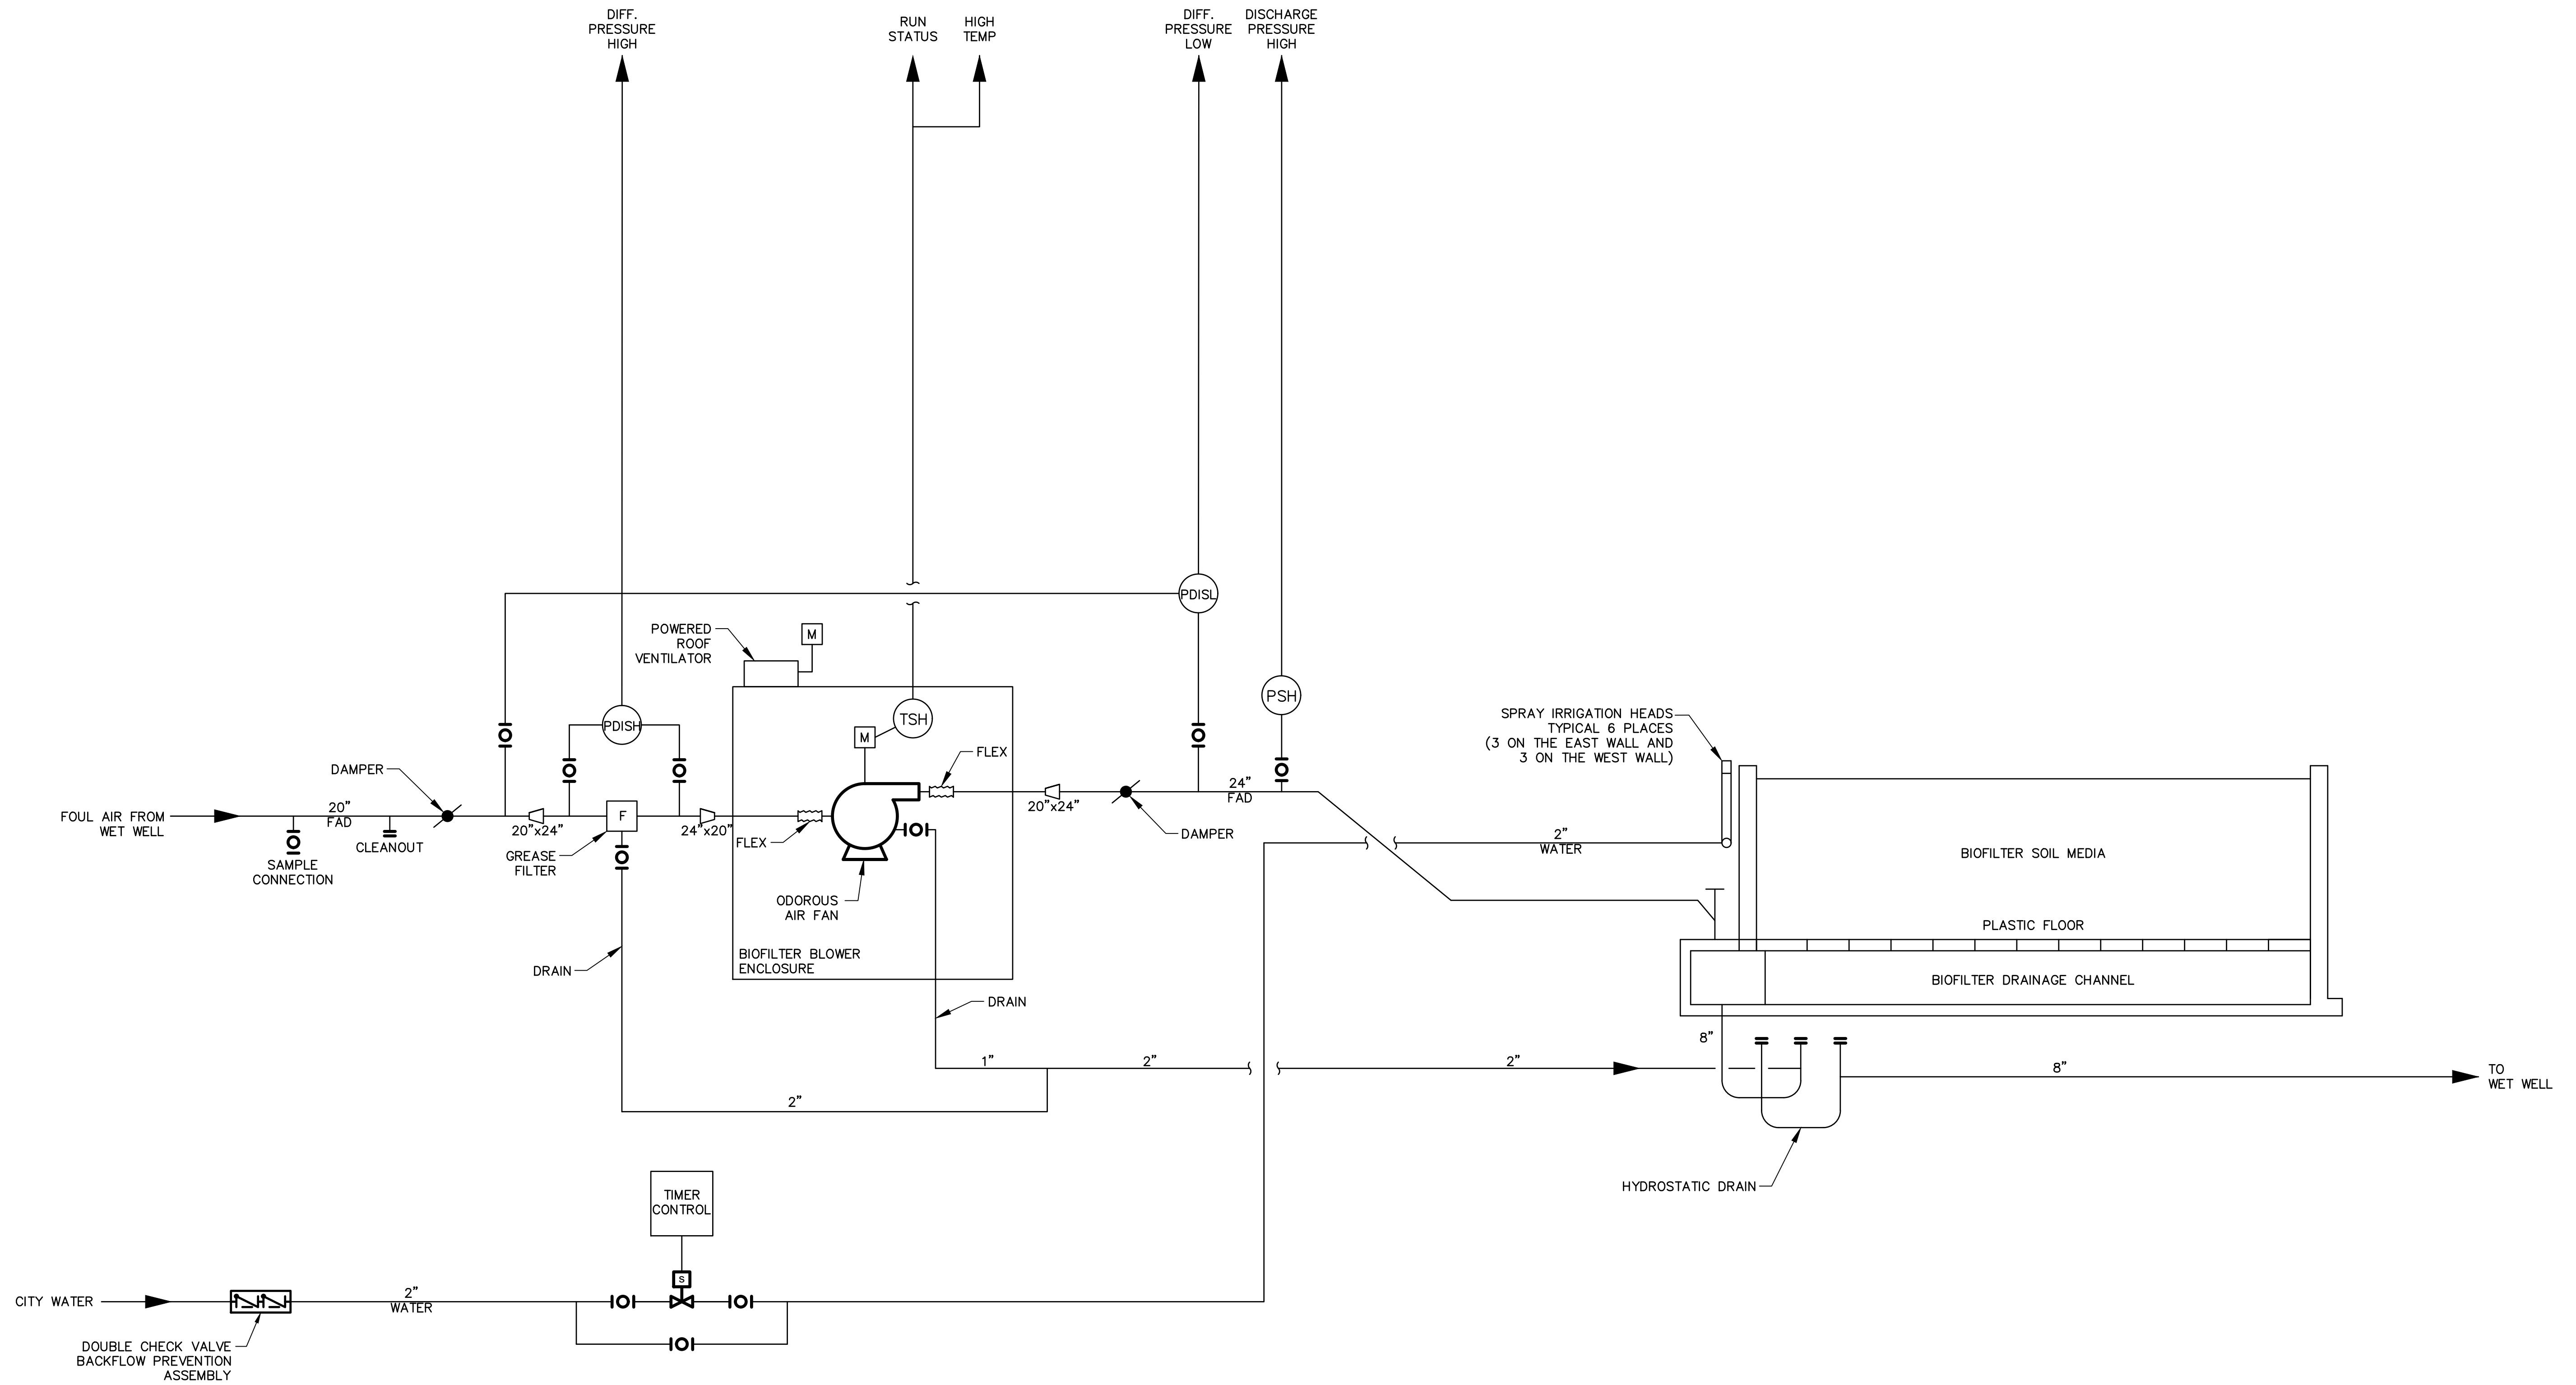 DIFF.
PRESSURE
HIGH
RUN
STATUS
HIGH
TEMP
DIFF.
PRESSURE
LOW
DISCHARGE
PRESSURE
HIGH
PDISL
POWERED
ROOF
VENTILATOR
M
PDISH
TSH
M
PSH
FLEX
SPRAY IRRIGATION HEADS
TYPICAL 6 PLACES
(3 ON THE EAST WALL AND
3 ON THE WEST WALL)
DAMPER
FOUL AIR FROM
WET WELL
20"
FAD
SAMPLE
CONNECTION
CLEANOUT
20"x24"
F
GREASE
FILTER
24"x20"
FLEX
ODOROUS
AIR FAN
20"x24"
DAMPER
24"
FAD
2"
WATER
BIOFILTER SOIL MEDIA
PLASTIC FLOOR
BIOFILTER DRAINAGE CHANNEL
BIOFILTER BLOWER
ENCLOSURE
DRAIN
DRAIN
1"
2"
2"
2"
8"
8"
TO
WET WELL
HYDROSTATIC DRAIN
TIMER
CONTROL
S
CITY WATER
2"
WATER
DOUBLE CHECK VALVE
BACKFLOW PREVENTION
ASSEMBLY